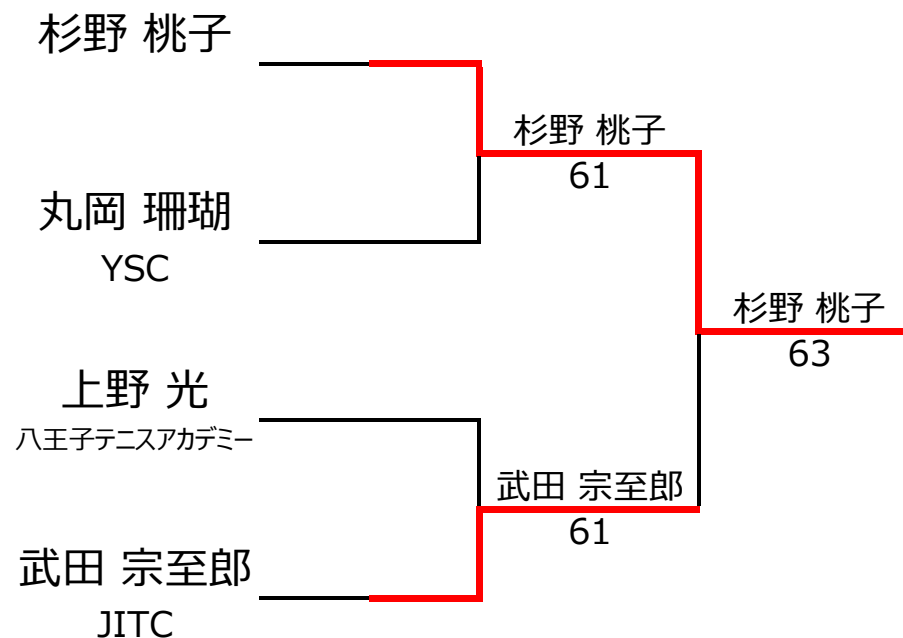 杉野 桃子
丸岡 珊瑚
YSC
上野 光
八王子テニスアカデミー
武田 宗至郎
JITC
杉野 桃子
61
武田 宗至郎
61
杉野 桃子
63